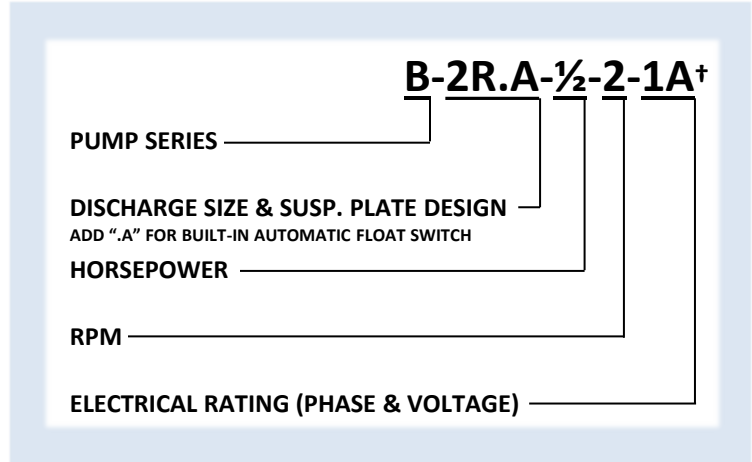 B-2R.A-½-2-1A†
PUMP SERIES
DISCHARGE SIZE & SUSP. PLATE DESIGN
ADD “.A” FOR BUILT-IN AUTOMATIC FLOAT SWITCH
HORSEPOWER
RPM
ELECTRICAL RATING (PHASE & VOLTAGE)